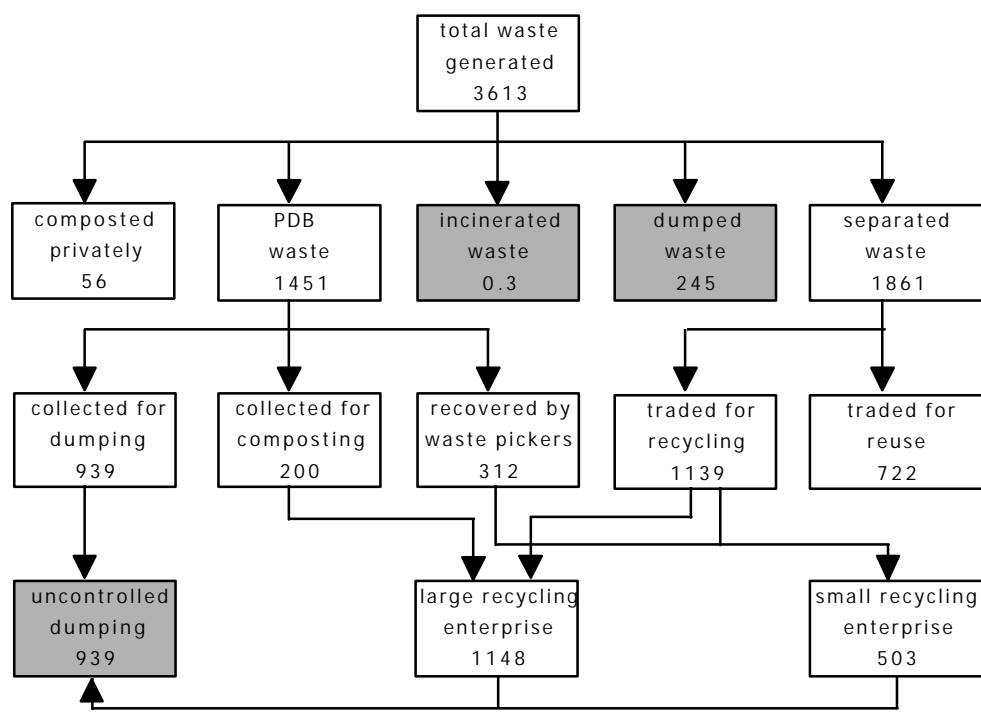 total waste
generated
3613
composted
privately
56
PDB
waste
1451
incinerated
waste
0.3
dumped
waste
245
separated
waste
1861
collected for
dumping
939
collected for
composting
200
recovered by
waste pickers
312
traded for
recycling
1139
traded for
reuse
722
uncontrolled
dumping
939
large recycling
enterprise
1148
small recycling
enterprise
503